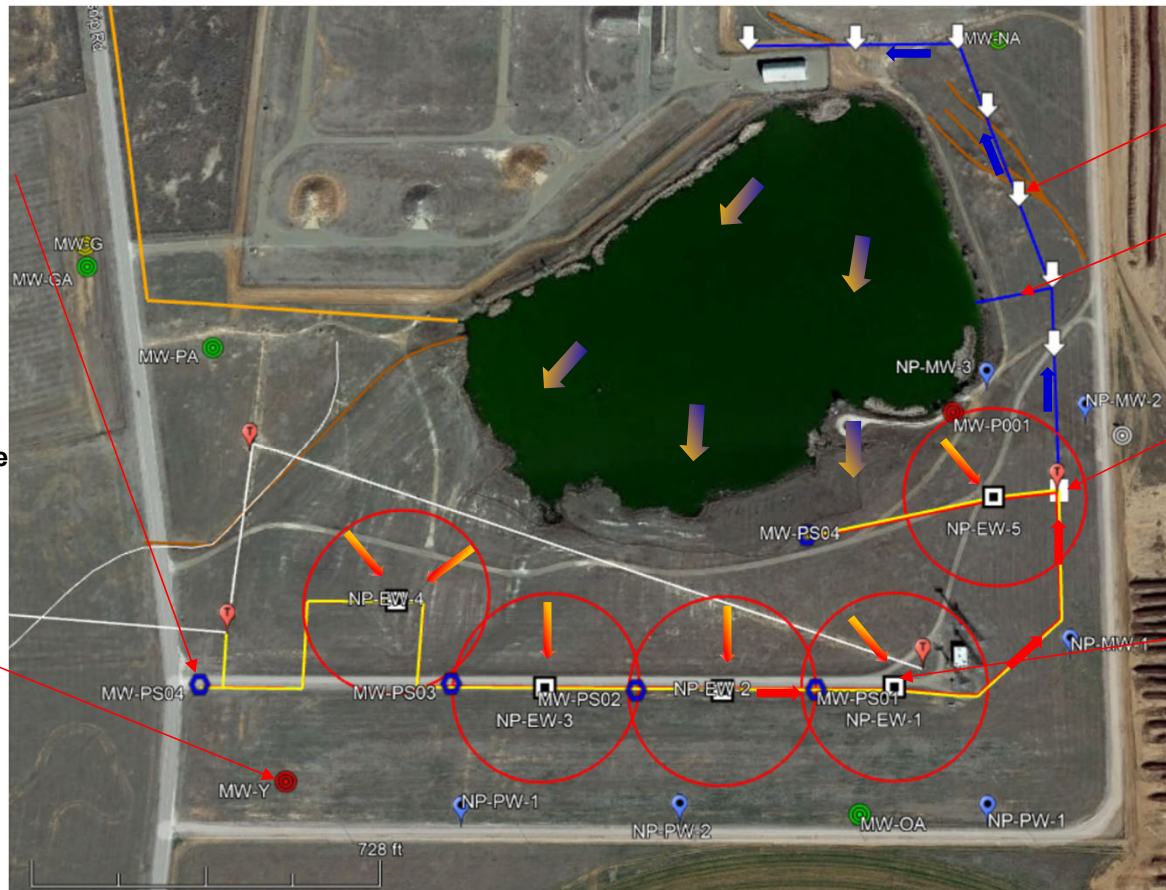 MW-NA
MW-G
MW-GA
MW-PA
NP-MW-3
NP-MW-2
MW-P001
e
T
T
NP-EW-5
MW-PS04
NP-EW-4
T
T
NP-MW-1
MW-PS04
MW-PS03
MW-PS02
NP-EW-2
MW-PS01
NP-EW-3
NP-EW-1
MW-Y
NP-PW-1
NP-PW-2
MW-OA
NP-PW-1
728 ft